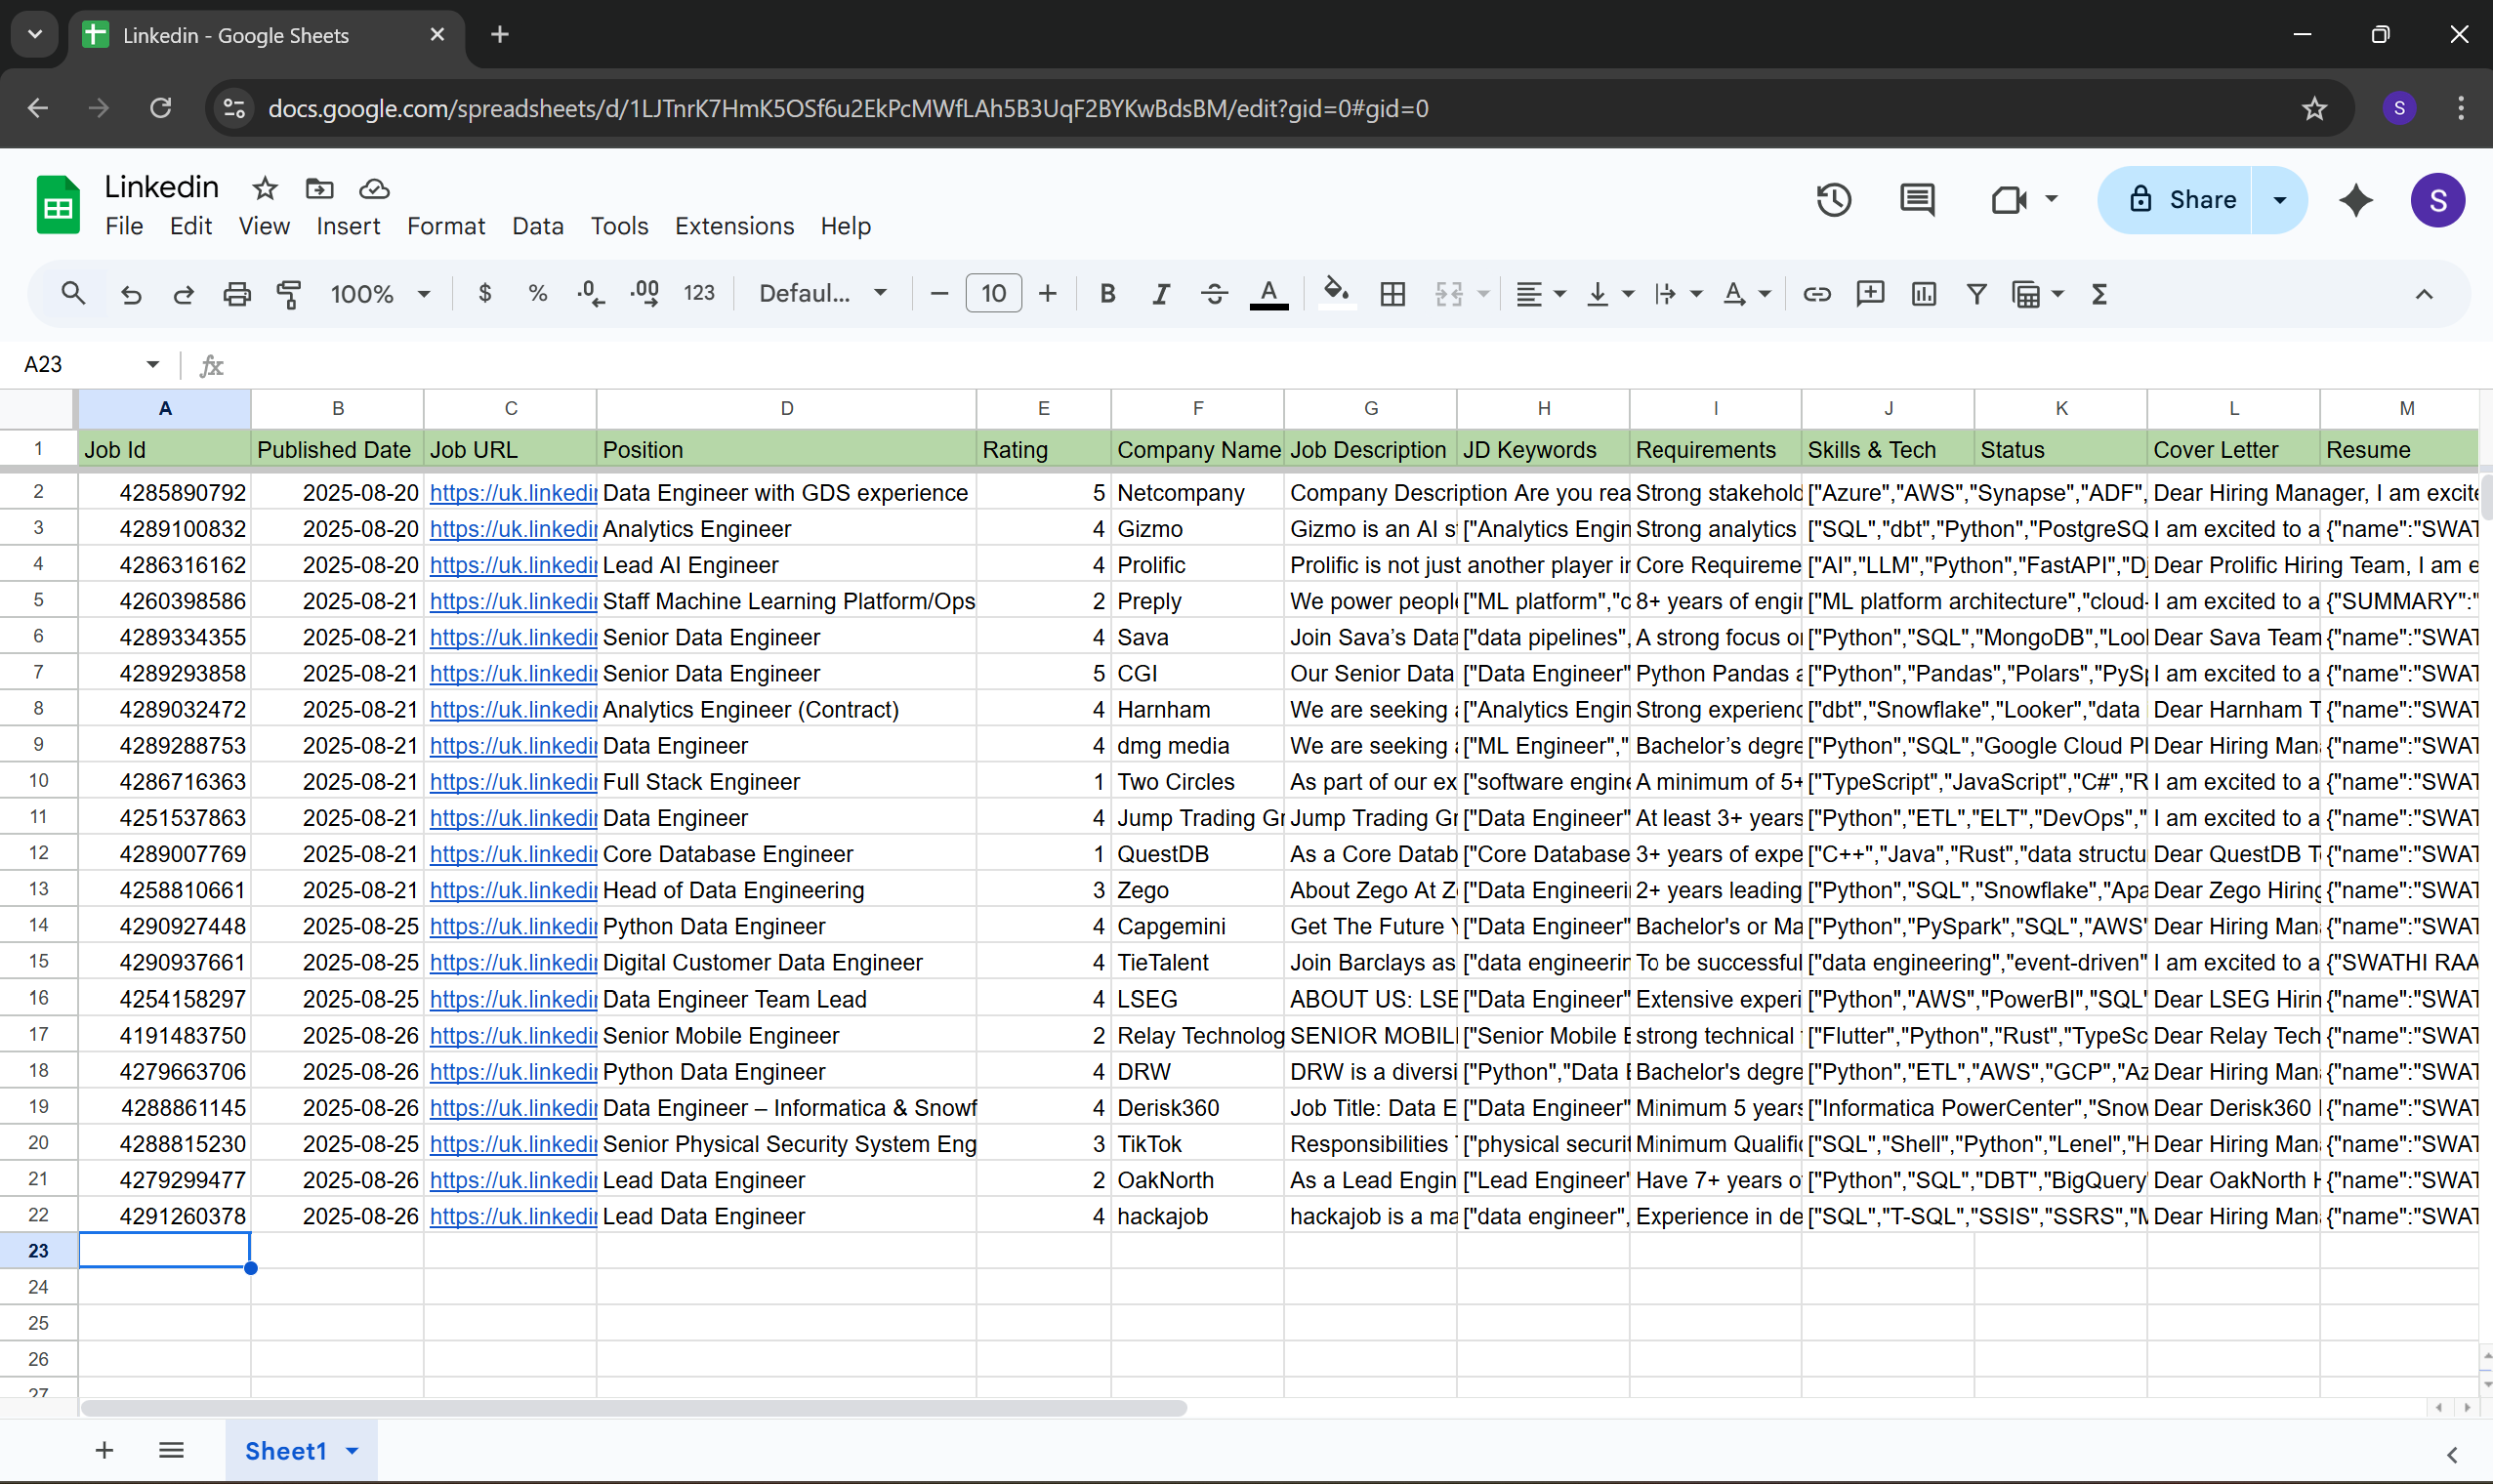 Linkedin - Google Sheets
docs.google.com/spreadsheets/d/1LJTnrK7HmK5OSf6u2EkPcMWfLAh5B3UqF2BYKwBdsBM/edit?gid=0#gid=0 S
Linkedin
File Edit View Insert Format Data Tools Extensions Help
Share S
100% $ % .0 .00 123 Defaul... 10 B I A
A23 fx
A B C D E F G H I J K L M
1 Job Id Published Date Job URL Position Rating Company Name Job Description JD Keywords Requirements Skills & Tech Status Cover Letter Resume
2 4285890792 2025-08-20 https://uk.linkedin Data Engineer with GDS experience 5 Netcompany Company Description Are you rea Strong stakehold ["Azure","AWS","Synapse","ADF", Dear Hiring Manager, I am excite
3 4289100832 2025-08-20 https://uk.linkedin Analytics Engineer 4 Gizmo Gizmo is an AI s ["Analytics Engin Strong analytics ["SQL","dbt","Python","PostgreSQ I am excited to a {"name":"SWAT
4 4286316162 2025-08-20 https://uk.linkedin Lead AI Engineer 4 Prolific Prolific is not just another player in Core Requireme ["AI","LLM","Python","FastAPI","Dj Dear Prolific Hiring Team, I am e
5 4260398586 2025-08-21 https://uk.linkedin Staff Machine Learning Platform/Ops 2 Preply We power people ["ML platform","c 8+ years of engin ["ML platform architecture","cloud- I am excited to a {"SUMMARY":"
6 4289334355 2025-08-21 https://uk.linkedin Senior Data Engineer 4 Sava Join Sava’s Data ["data pipelines", A strong focus on ["Python","SQL","MongoDB","Lool Dear Sava Team {"name":"SWAT
7 4289293858 2025-08-21 https://uk.linkedin Senior Data Engineer 5 CGI Our Senior Data ["Data Engineer" Python Pandas a ["Python","Pandas","Polars","PySp I am excited to a {"name":"SWAT
8 4289032472 2025-08-21 https://uk.linkedin Analytics Engineer (Contract) 4 Harnham We are seeking a ["Analytics Engin Strong experienc ["dbt","Snowflake","Looker","data Dear Harnham T {"name":"SWAT
9 4289288753 2025-08-21 https://uk.linkedin Data Engineer 4 dmg media We are seeking a ["ML Engineer"," Bachelor’s degre ["Python","SQL","Google Cloud Pl Dear Hiring Man {"name":"SWAT
10 4286716363 2025-08-21 https://uk.linkedin Full Stack Engineer 1 Two Circles As part of our ex ["software engine A minimum of 5+ ["TypeScript","JavaScript","C#","R I am excited to a {"name":"SWAT
11 4251537863 2025-08-21 https://uk.linkedin Data Engineer 4 Jump Trading Gr Jump Trading Gr ["Data Engineer" At least 3+ years ["Python","ETL","ELT","DevOps"," I am excited to a {"name":"SWAT
12 4289007769 2025-08-21 https://uk.linkedin Core Database Engineer 1 QuestDB As a Core Datab ["Core Database 3+ years of expe ["C++","Java","Rust","data structu Dear QuestDB T {"name":"SWAT
13 4258810661 2025-08-21 https://uk.linkedin Head of Data Engineering 3 Zego About Zego At Z ["Data Engineerin 2+ years leading ["Python","SQL","Snowflake","Apa Dear Zego Hiring {"name":"SWAT
14 4290927448 2025-08-25 https://uk.linkedin Python Data Engineer 4 Capgemini Get The Future Y ["Data Engineer" Bachelor's or Ma ["Python","PySpark","SQL","AWS" Dear Hiring Man {"name":"SWAT
15 4290937661 2025-08-25 https://uk.linkedin Digital Customer Data Engineer 4 TieTalent Join Barclays as ["data engineerin To be successful ["data engineering","event-driven" I am excited to a {"SWATHI RAA
16 4254158297 2025-08-25 https://uk.linkedin Data Engineer Team Lead 4 LSEG ABOUT US: LSE ["Data Engineer" Extensive experi ["Python","AWS","PowerBI","SQL" Dear LSEG Hirin {"name":"SWAT
17 4191483750 2025-08-26 https://uk.linkedin Senior Mobile Engineer 2 Relay Technolog SENIOR MOBIL ["Senior Mobile E strong technical ["Flutter","Python","Rust","TypeSc Dear Relay Tech {"name":"SWAT
18 4279663706 2025-08-26 https://uk.linkedin Python Data Engineer 4 DRW DRW is a diversi ["Python","Data E Bachelor's degre ["Python","ETL","AWS","GCP","Az Dear Hiring Man {"name":"SWAT
19 4288861145 2025-08-26 https://uk.linkedin Data Engineer – Informatica & Snowf 4 Derisk360 Job Title: Data E ["Data Engineer" Minimum 5 years ["Informatica PowerCenter","Snow Dear Derisk360 {"name":"SWAT
20 4288815230 2025-08-25 https://uk.linkedin Senior Physical Security System Eng 3 TikTok Responsibilities ["physical securit Minimum Qualific ["SQL","Shell","Python","Lenel","H Dear Hiring Man {"name":"SWAT
21 4279299477 2025-08-26 https://uk.linkedin Lead Data Engineer 2 OakNorth As a Lead Engin ["Lead Engineer" Have 7+ years o ["Python","SQL","DBT","BigQuery" Dear OakNorth H {"name":"SWAT
22 4291260378 2025-08-26 https://uk.linkedin Lead Data Engineer 4 hackajob hackajob is a ma ["data engineer", Experience in de ["SQL","T-SQL","SSIS","SSRS","M Dear Hiring Man {"name":"SWAT
23
24
25
26
27
Sheet1